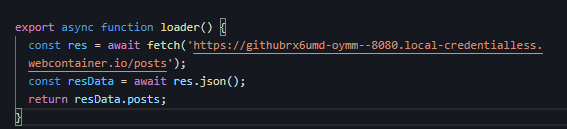 export async function loader() {
const res = await fetch('https://githubrx6umd-oymm--8080.local-credentialless.
webcontainer.io/posts');
const resData = await res.json();
return resData.posts;
}